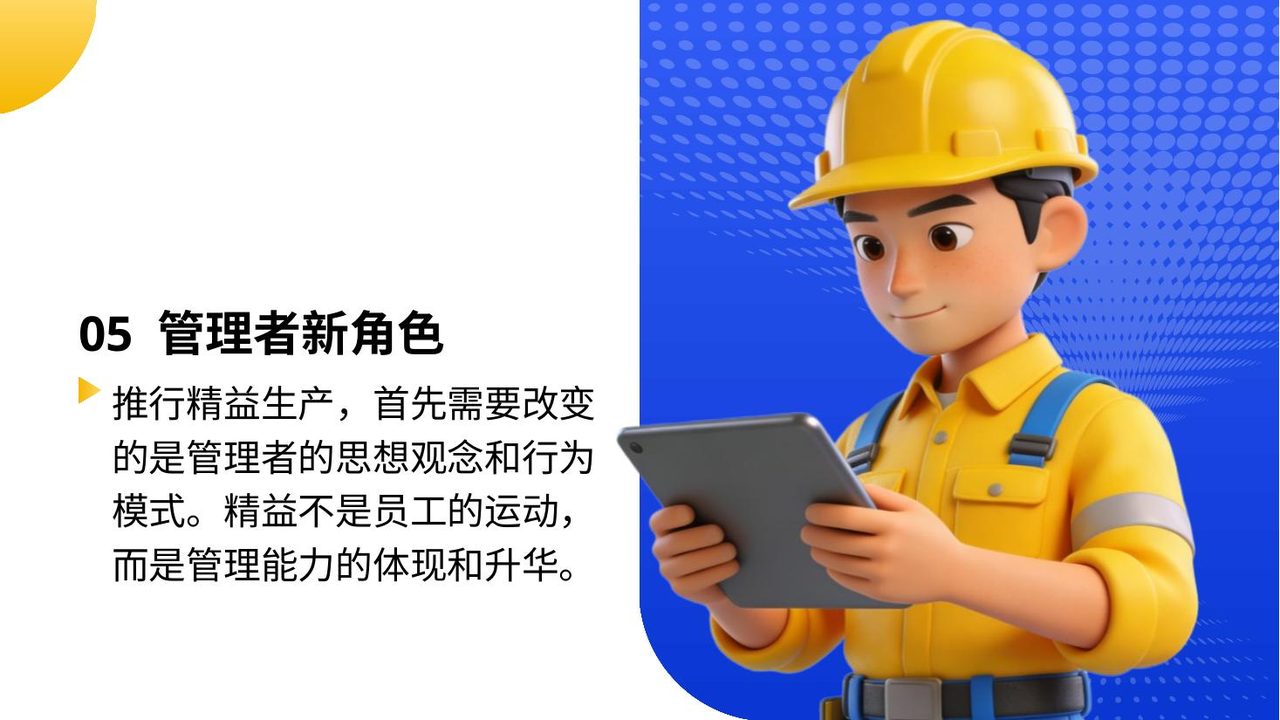 05 管理者新角色
推行精益生产，首先需要改变
的是管理者的思想观念和行为
模式。精益不是员工的运动，
而是管理能力的体现和升华。